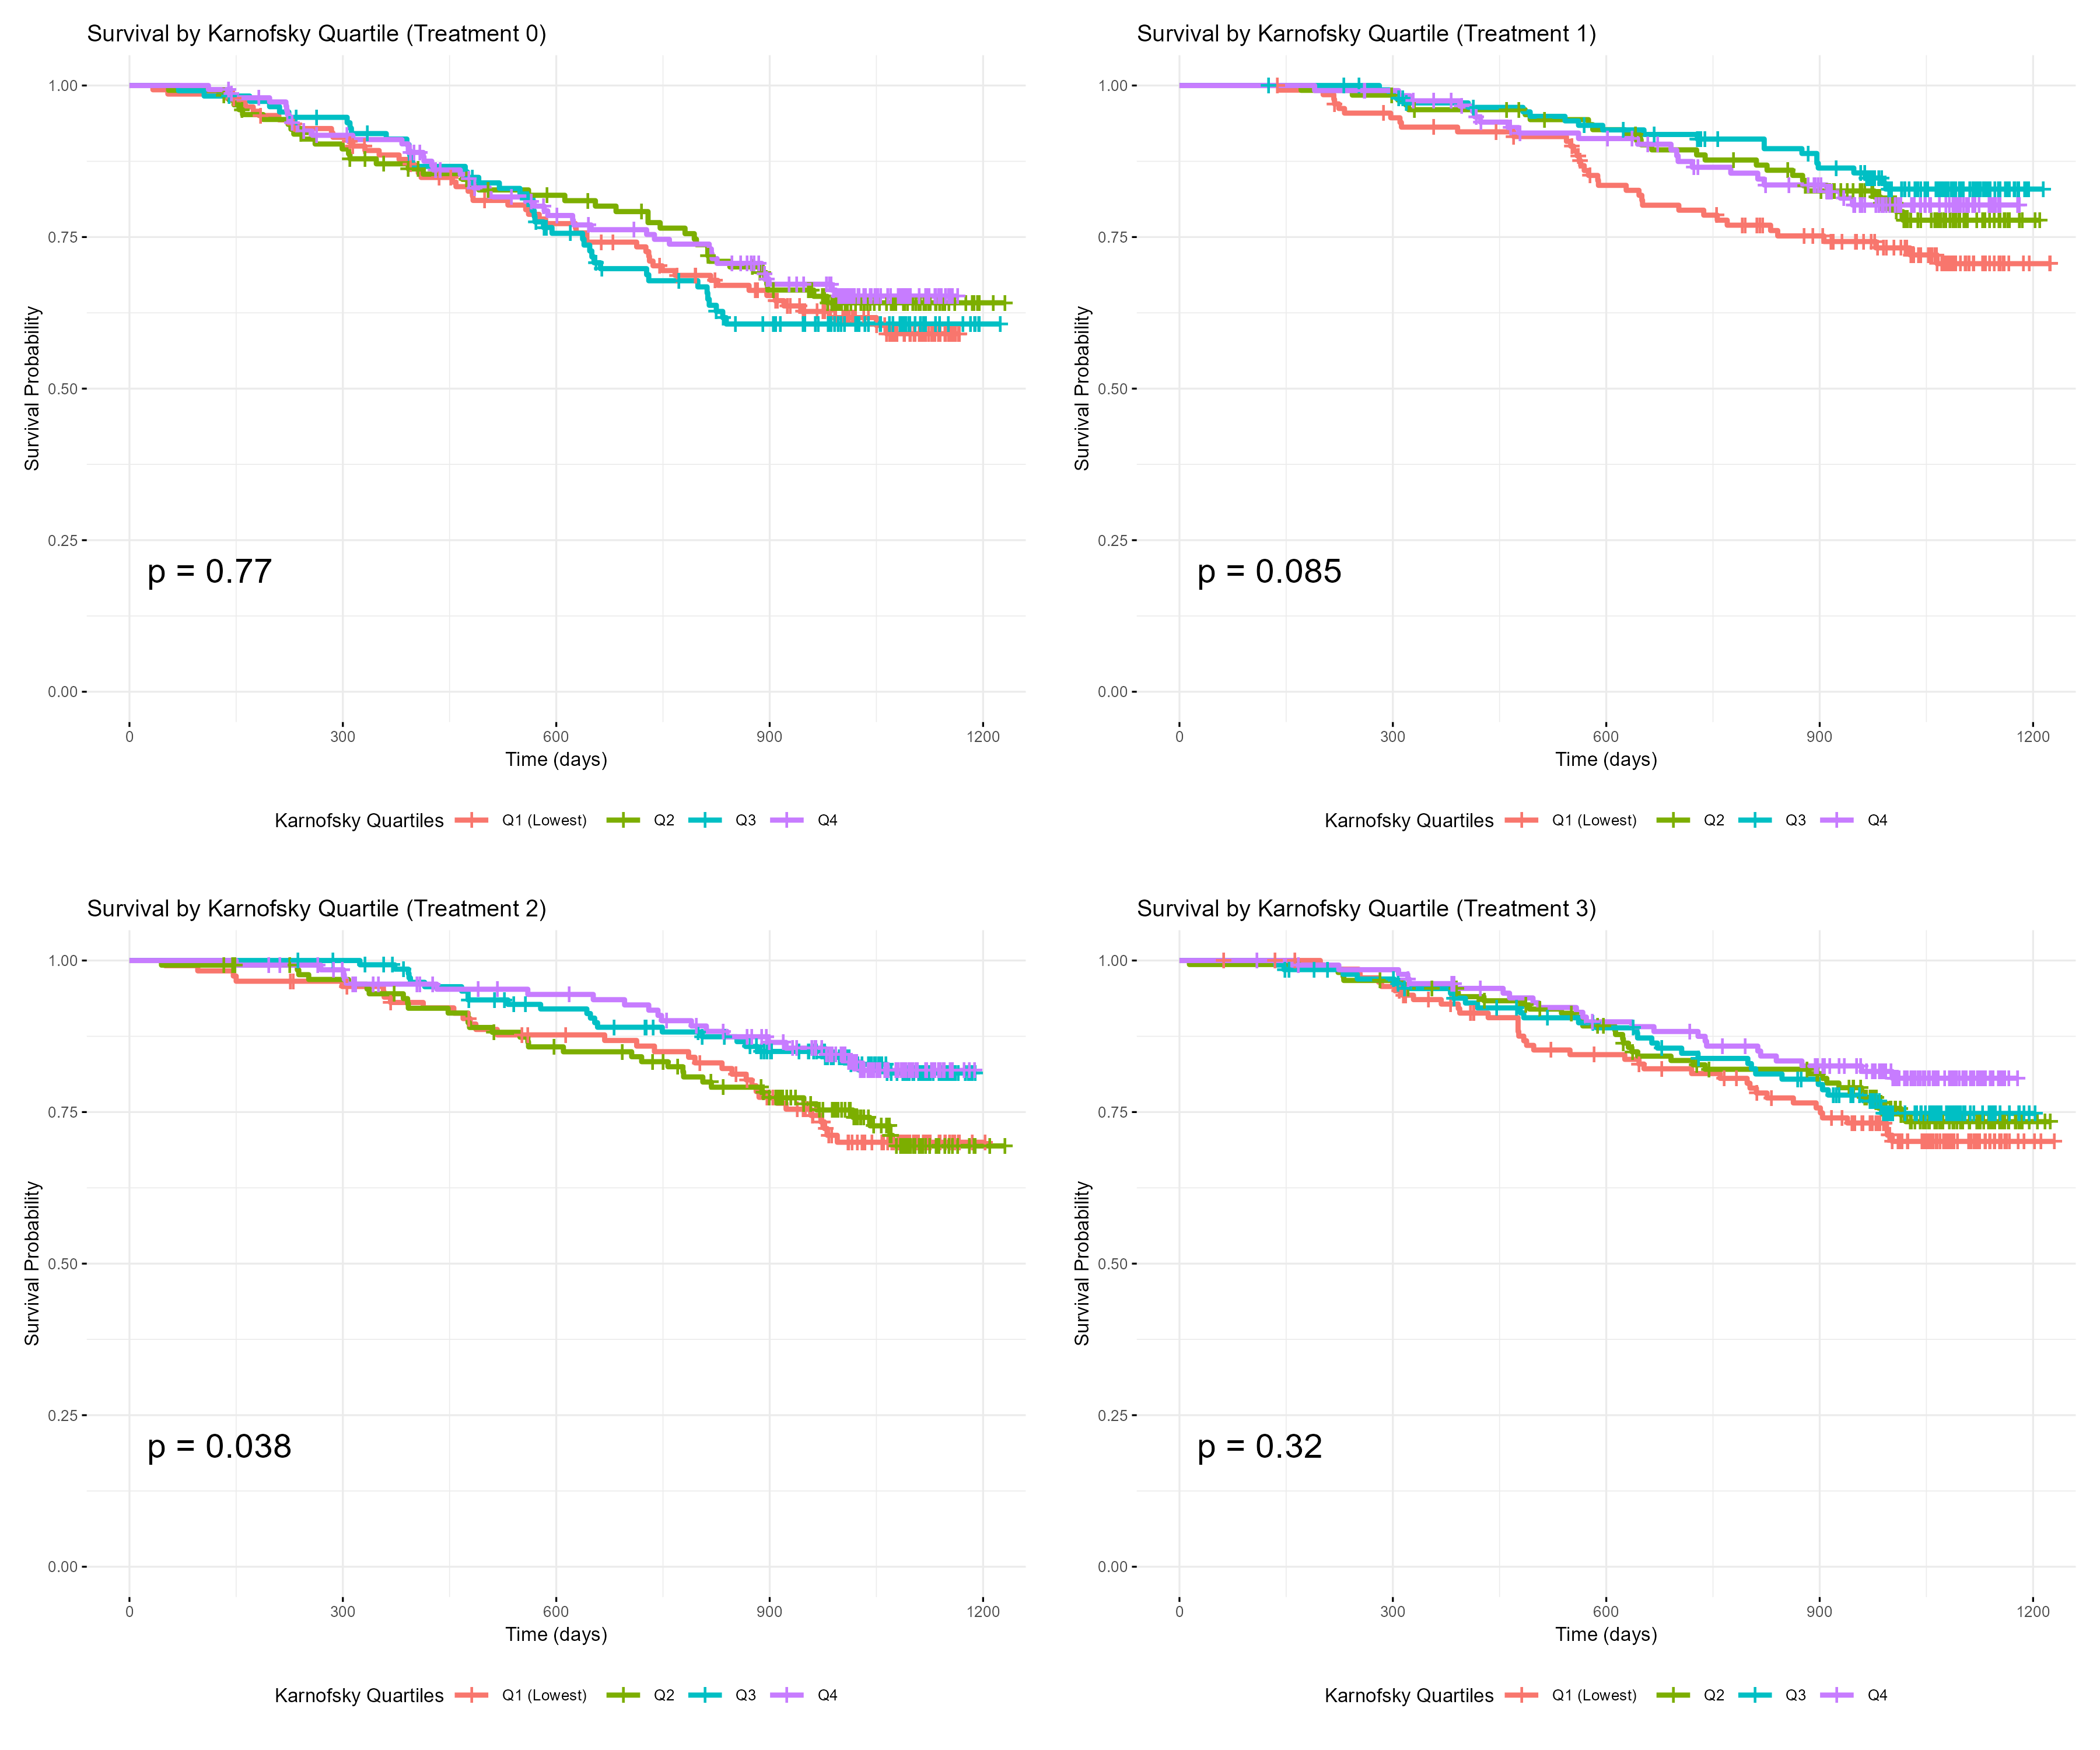 Survival by Karnofsky Quartile (Treatment 0)
Survival Probability
1.00
0.75
0.50
0.25
0.00
p = 0.77
0 300 600 900 1200
Time (days)
Karnofsky Quartiles Q1 (Lowest) Q2 Q3 Q4
Survival by Karnofsky Quartile (Treatment 1)
Survival Probability
1.00
0.75
0.50
0.25
0.00
p = 0.085
0 300 600 900 1200
Time (days)
Karnofsky Quartiles Q1 (Lowest) Q2 Q3 Q4
Survival by Karnofsky Quartile (Treatment 2)
Survival Probability
1.00
0.75
0.50
0.25
0.00
p = 0.038
0 300 600 900 1200
Time (days)
Karnofsky Quartiles Q1 (Lowest) Q2 Q3 Q4
Survival by Karnofsky Quartile (Treatment 3)
Survival Probability
1.00
0.75
0.50
0.25
0.00
p = 0.32
0 300 600 900 1200
Time (days)
Karnofsky Quartiles Q1 (Lowest) Q2 Q3 Q4